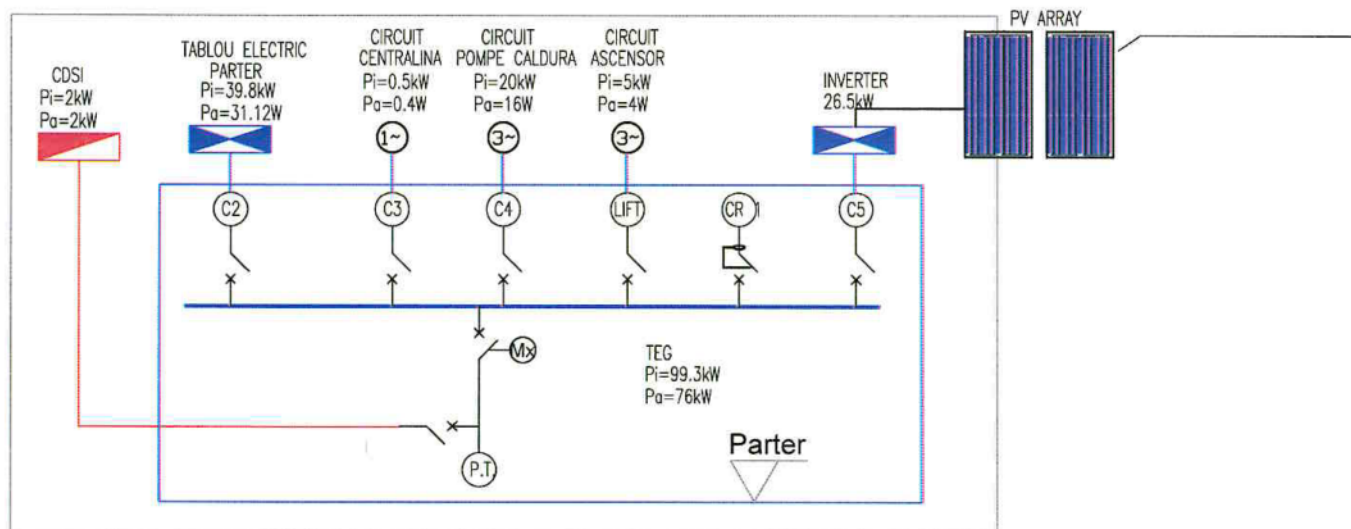 PV ARRAY
CDSI
Pi=2kW
Pa=2kW
TABLOU ELECTRIC
PARTER
Pi=39.8kW
Pa=31.12W
CIRCUIT
CENTRALINA
Pi=0.5kW
Pa=0.4W
CIRCUIT
POMPE CALDURA
Pi=20kW
Pa=16W
CIRCUIT
ASCENSOR
Pi=5kW
Pa=4W
INVERTER
26.5kW
1~
3~
3~
C2
C3
C4
LIFT
CR 1
C5
Mx
TEG
Pi=99.3kW
Pa=76kW
Parter
P.T.